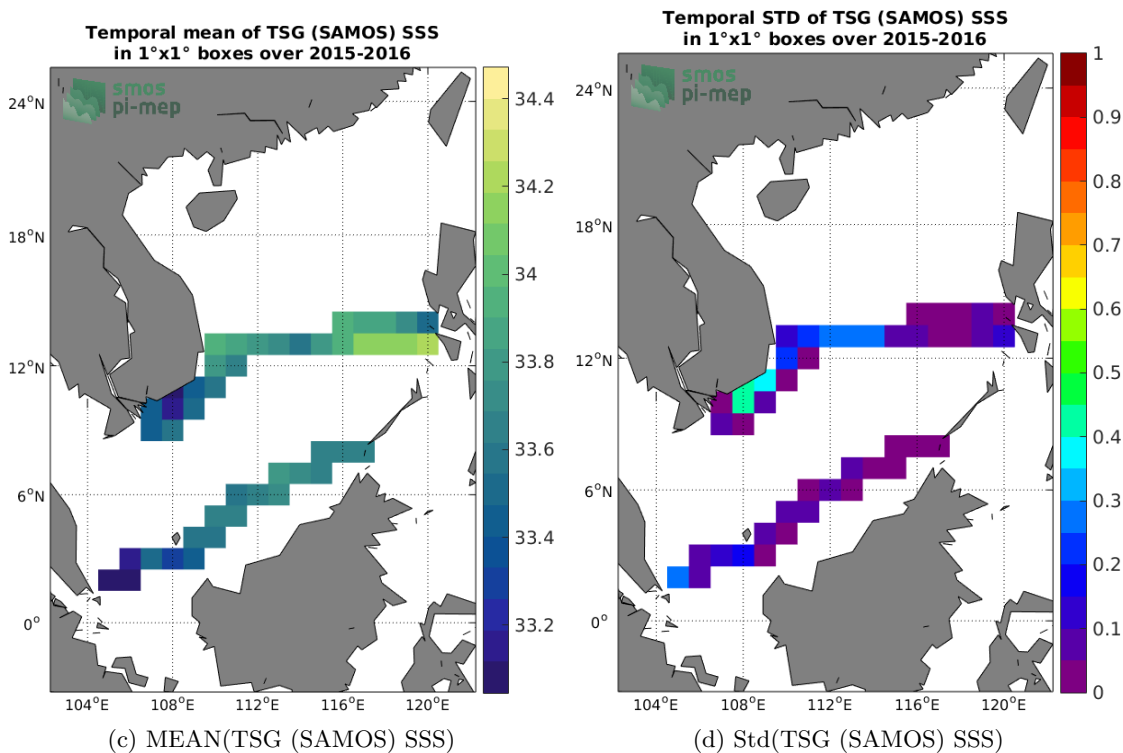 Temporal mean of TSG (SAMOS) SSS
in 1°x1° boxes over 2015-2016
smos
pi-mep
24°N
18°N
12°N
6°N
0°
104°E
108°E
112°E
116°E
120°E
34.4
34.2
34
33.8
33.6
33.4
33.2
(c) MEAN(TSG (SAMOS) SSS)
Temporal STD of TSG (SAMOS) SSS
in 1°x1° boxes over 2015-2016
smos
pi-mep
24°N
18°N
12°N
6°N
0°
104°E
108°E
112°E
116°E
120°E
1
0.9
0.8
0.7
0.6
0.5
0.4
0.3
0.2
0.1
0
(d) Std(TSG (SAMOS) SSS)